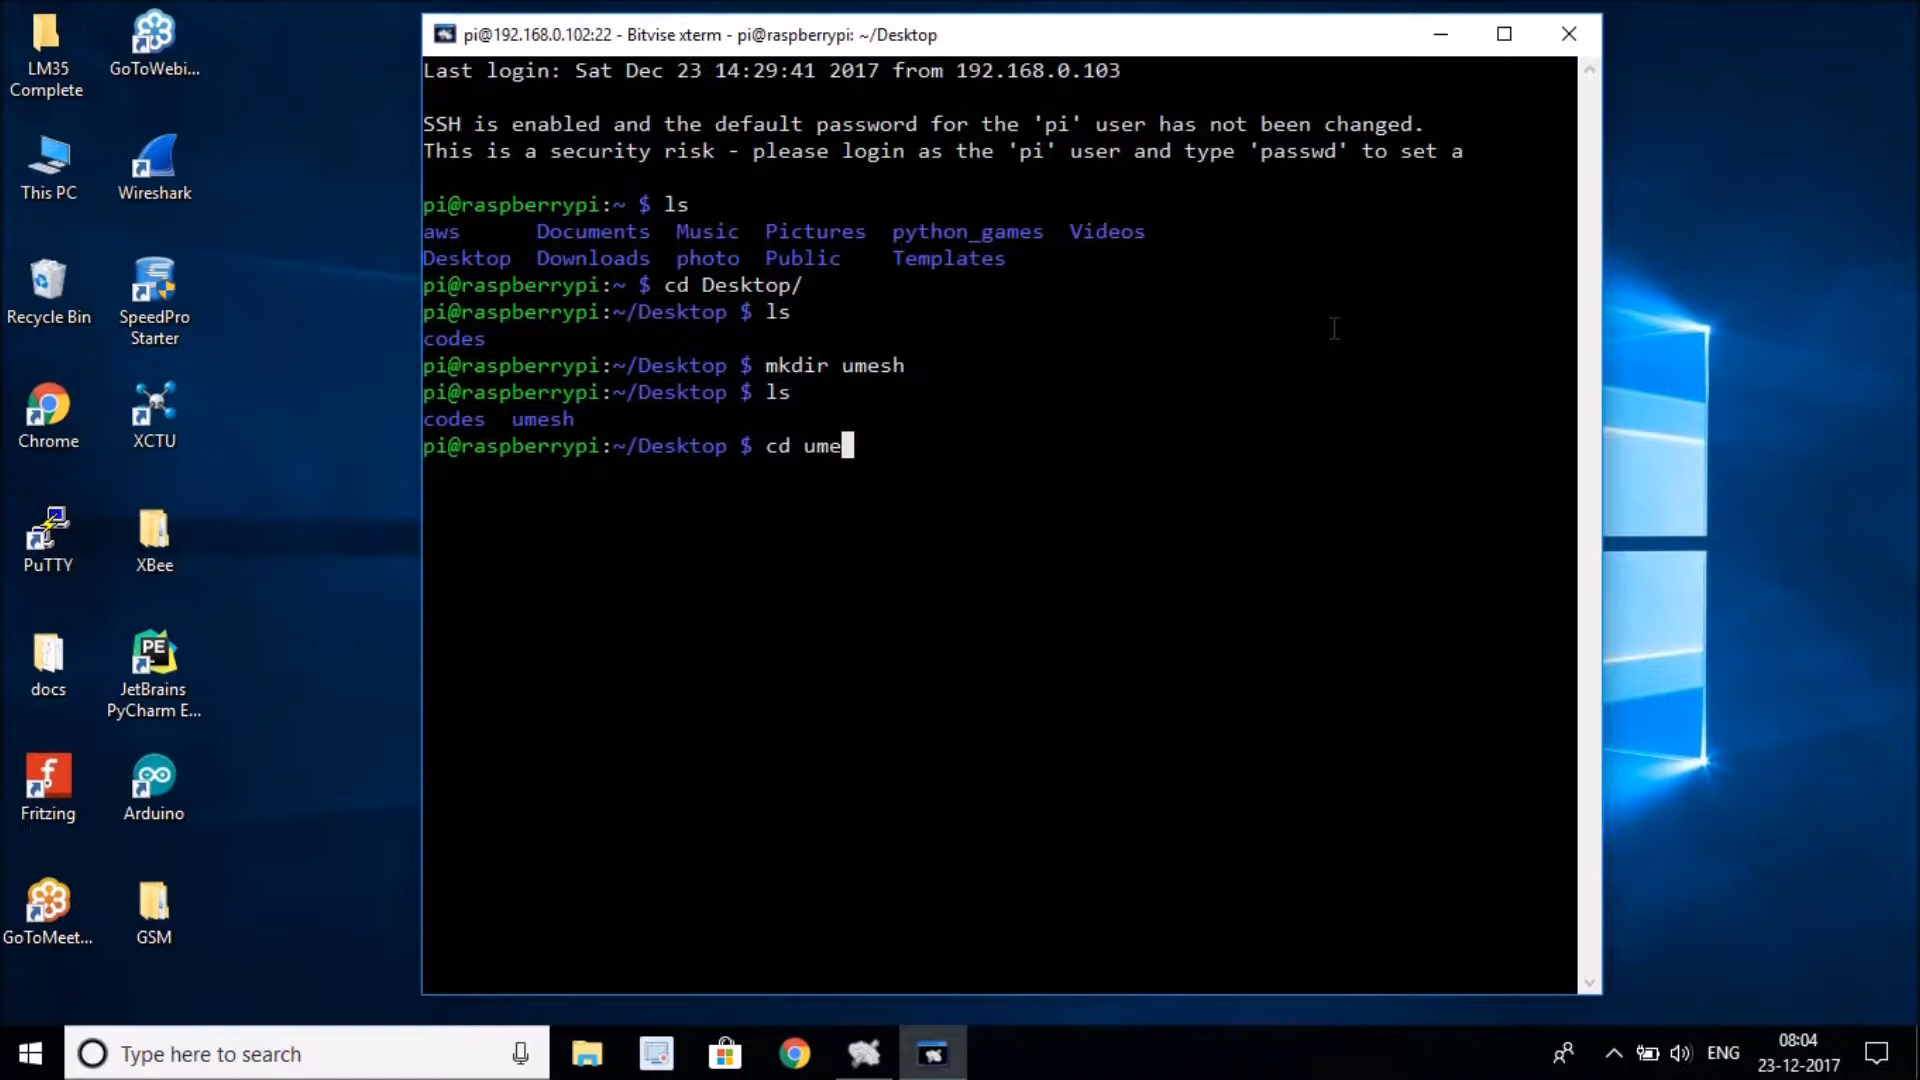 LM35 Complete
GoToWebi...
This PC
Wireshark
Recycle Bin
SpeedPro Starter
Chrome
XCTU
PuTTY
XBee
docs
JetBrains PyCharm E...
PE
Fritzing
Arduino
GoToMeet...
GSM
pi@192.168.0.102:22 - Bitvise xterm - pi@raspberrypi: ~/Desktop
Last login: Sat Dec 23 14:29:41 2017 from 192.168.0.103
SSH is enabled and the default password for the 'pi' user has not been changed.
This is a security risk - please login as the 'pi' user and type 'passwd' to set a
pi@raspberrypi:~ $ ls
aws Documents Music Pictures python_games Videos
Desktop Downloads photo Public Templates
pi@raspberrypi:~ $ cd Desktop/
pi@raspberrypi:~/Desktop $ ls
codes
pi@raspberrypi:~/Desktop $ mkdir umesh
pi@raspberrypi:~/Desktop $ ls
codes umesh
pi@raspberrypi:~/Desktop $ cd ume
Type here to search
ENG
08:04
23-12-2017